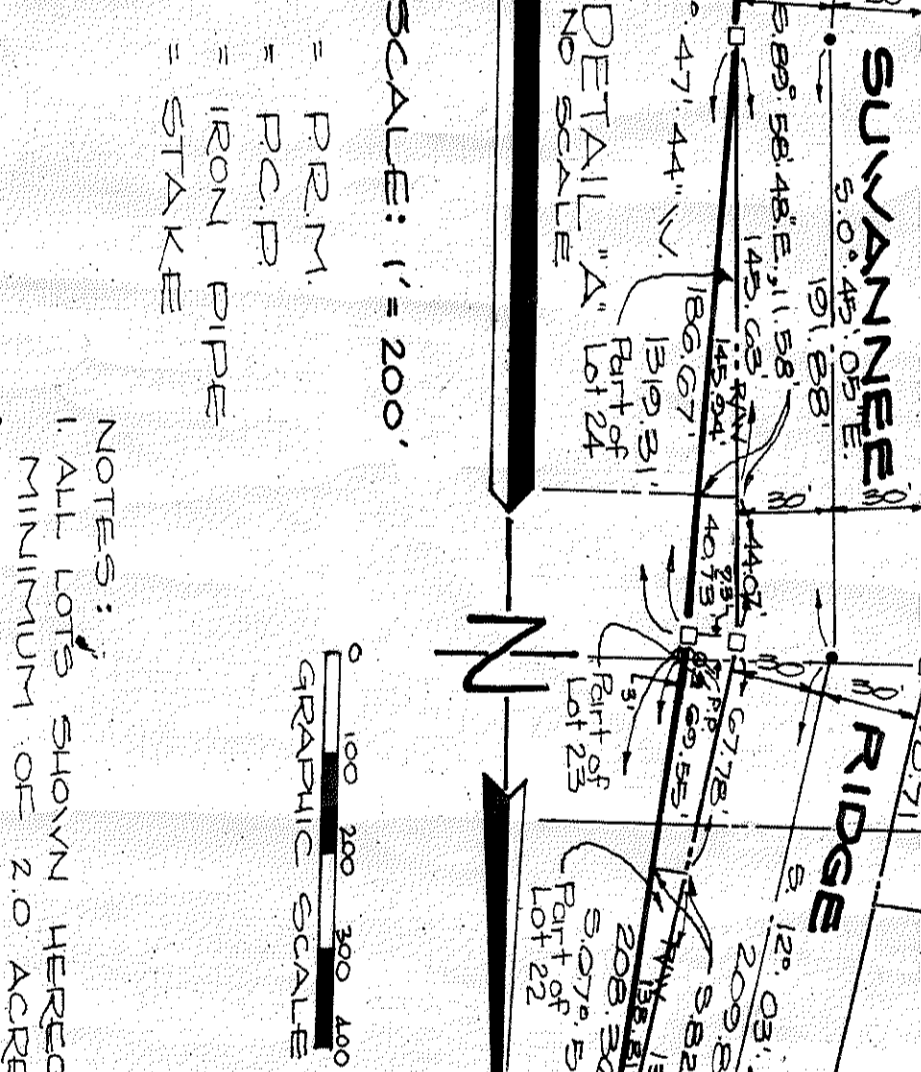 SUWANNEE
RIDGE
S.0°.45'.05"E.
191.88'
S.89°.58'.48"E.,11.58'
145.63'
R/W
145.94'
186.67'
1319.31'
Part of
Lot 24
47'.44"W.
DETAIL "A"
NO SCALE
30'
30'
44.07'
40.73
30'
30'
P.P.
67.78'
69.55'
3'
Part of
Lot 23
S. 12°. 03'.
209.8
S.82
R/W
138.81
208.30
S.07°.5
Part of
Lot 22
SCALE: 1"= 200'
N
" P.R.M.
" P.C.P.
" IRON PIPE
" STAKE
0 100 200 300 400
GRAPHIC SCALE
NOTES:
1. ALL LOTS SHOWN HEREO
MINIMUM OF 2.0 ACRE